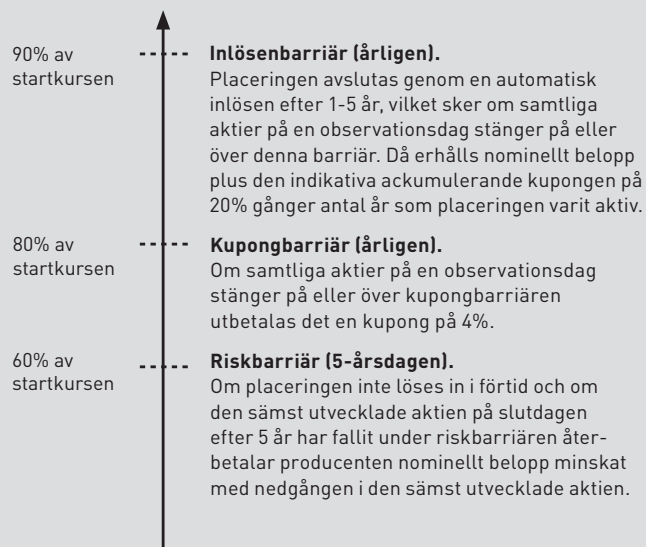 90% av
startkursen
Inlösenbarriär (årligen).
Placeringen avslutas genom en automatisk
inlösen efter 1-5 år, vilket sker om samtliga
aktier på en observationsdag stänger på eller
över denna barriär. Då erhålls nominellt belopp
plus den indikativa ackumulerande kupongen på
20% gånger antal år som placeringen varit aktiv.
80% av
startkursen
Kupongbarriär (årligen).
Om samtliga aktier på en observationsdag
stänger på eller över kupongbarriären
utbetalas det en kupong på 4%.
60% av
startkursen
Riskbarriär (5-årsdagen).
Om placeringen inte löses in i förtid och om
den sämst utvecklade aktien på slutdagen
efter 5 år har fallit under riskbarriären åter-
betalar producenten nominellt belopp minskat
med nedgången i den sämst utvecklade aktien.